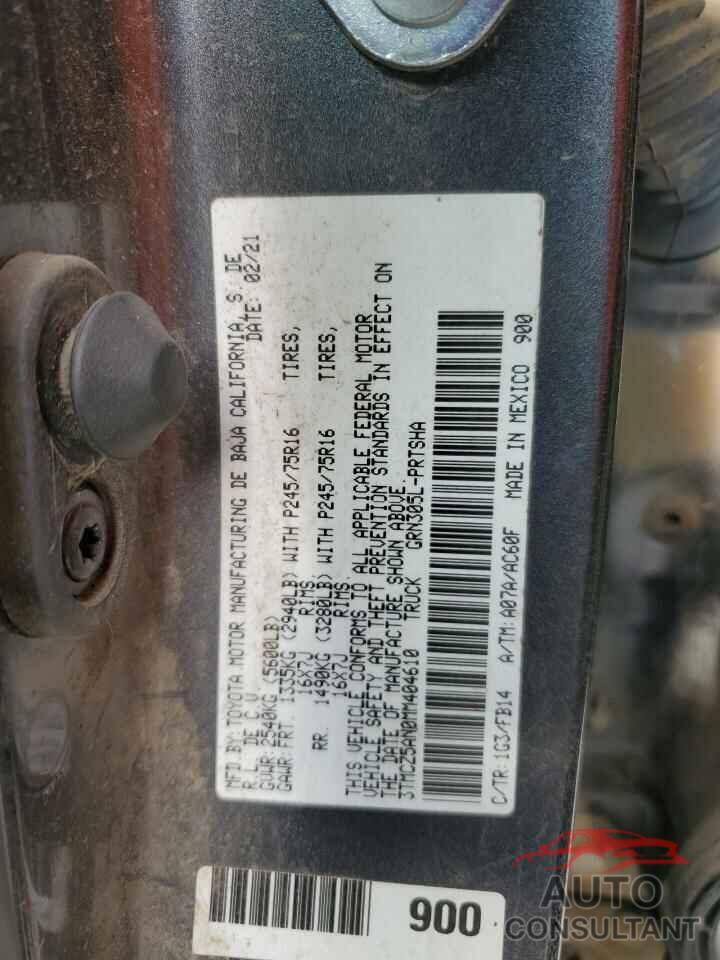 MFD.BY: TOYOTA MOTOR MANUFACTURING DE BAJA CALIFORNIA, S. DE
R.L. DE C.V. DATE: 02/21
GVWR: 2540KG (5600LB)
GAWR: FRT. 1335KG (2940LB) WITH P245/75R16 TIRES,
16X7J RIMS
RR. 1490KG (3280LB) WITH P245/75R16 TIRES,
16X7J RIMS.
THIS VEHICLE CONFORMS TO ALL APPLICABLE FEDERAL MOTOR
VEHICLE SAFETY AND THEFT PREVENTION STANDARDS IN EFFECT ON
THE DATE OF MANUFACTURE SHOWN ABOVE.
3TMCZ5AN0MM404610 TRUCK GRN305L-PRTSHA
C/TR: 1G3/FB14 A/TM: A07A/AC60F MADE IN MEXICO 900
900
AUTO
CONSULTANT